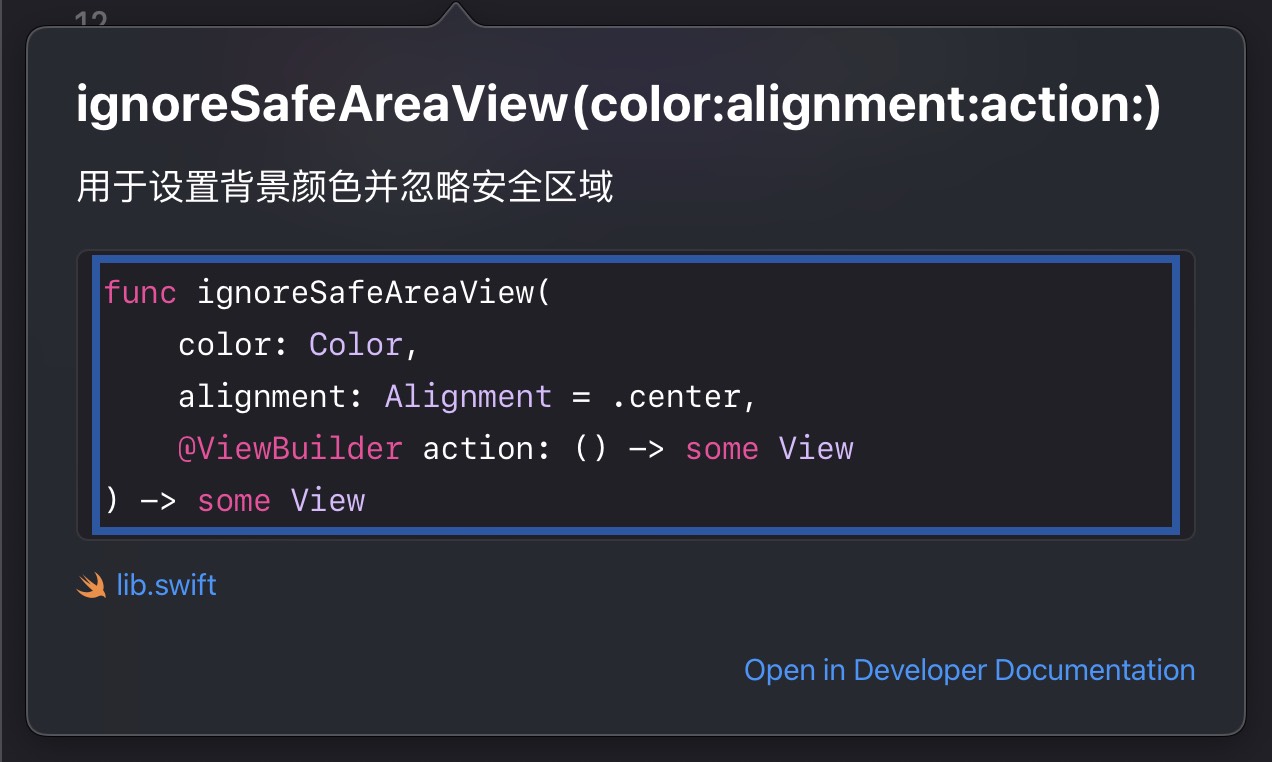 12
ignoreSafeAreaView(color:alignment:action:)
用于设置背景颜色并忽略安全区域
func ignoreSafeAreaView(
    color: Color,
    alignment: Alignment = .center,
    @ViewBuilder action: () -> some View
) -> some View
lib.swift
Open in Developer Documentation